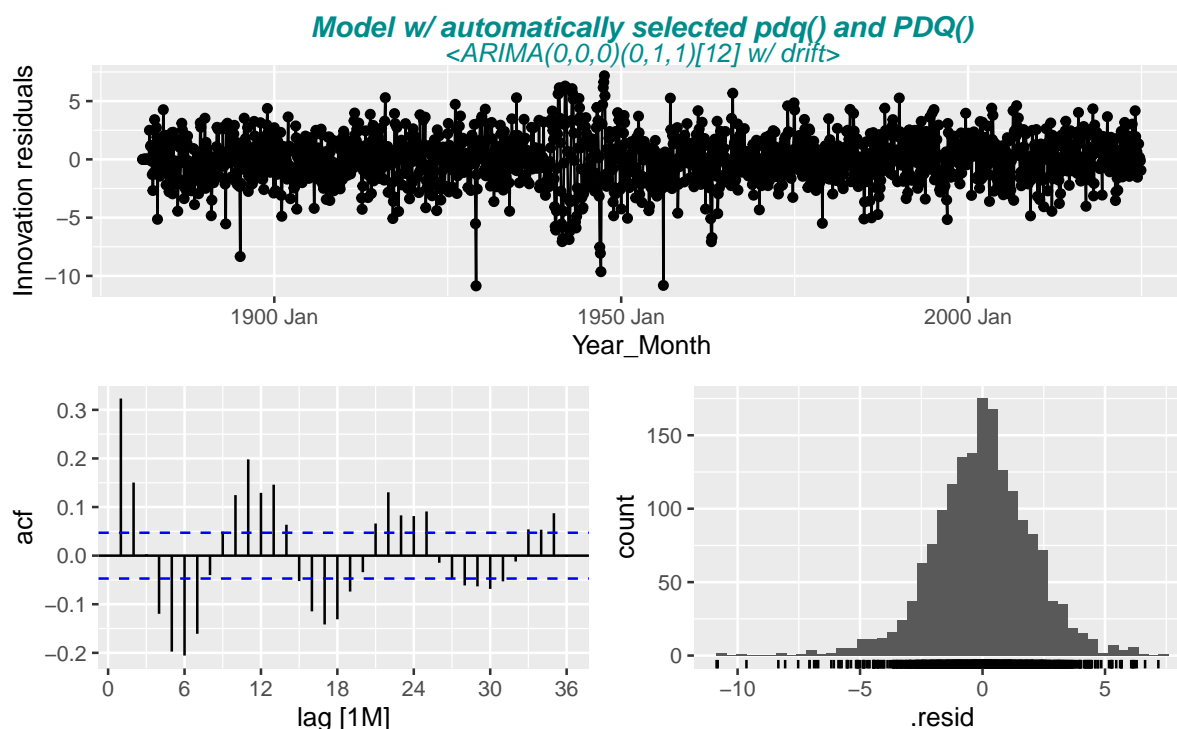 Model w/ automatically selected pdq() and PDQ()
<ARIMA(0,0,0)(0,1,1)[12] w/ drift>
Innovation residuals
5
0
−5
−10
1900 Jan
1950 Jan
2000 Jan
Year_Month
acf
0.3
0.2
0.1
0.0
−0.1
−0.2
0
6
12
18
24
30
36
lag [1M]
count
150
100
50
0
−10
−5
0
5
.resid